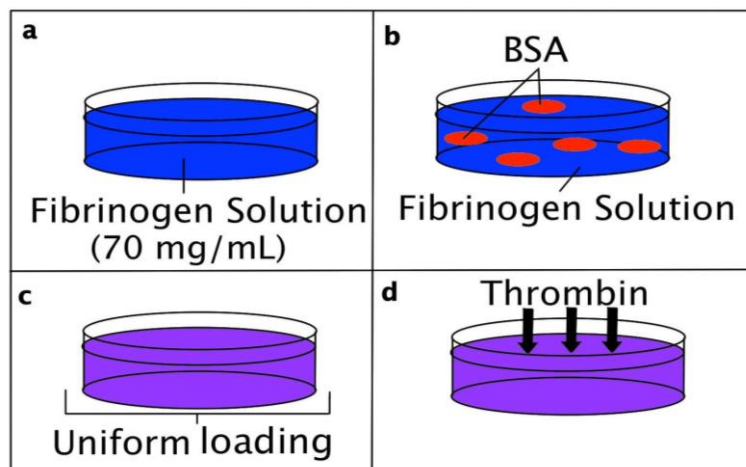 a
Fibrinogen Solution
(70 mg/mL)
b
BSA
Fibrinogen Solution
c
Uniform loading
d
Thrombin